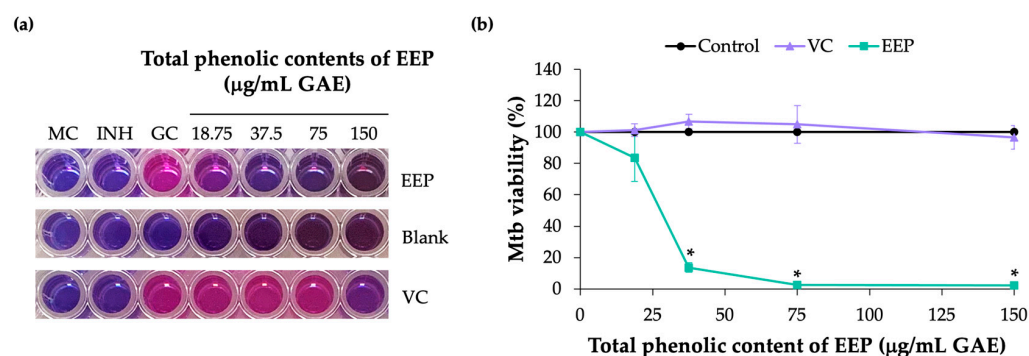 (a)
Total phenolic contents of EEP
(µg/mL GAE)
MC INH GC 18.75 37.5 75 150
EEP
Blank
VC
(b)
Control VC EEP
Mtb viability (%)
140
120
100
80
60
40
20
0
* * *
0 25 50 75 100 125 150
Total phenolic content of EEP (µg/mL GAE)